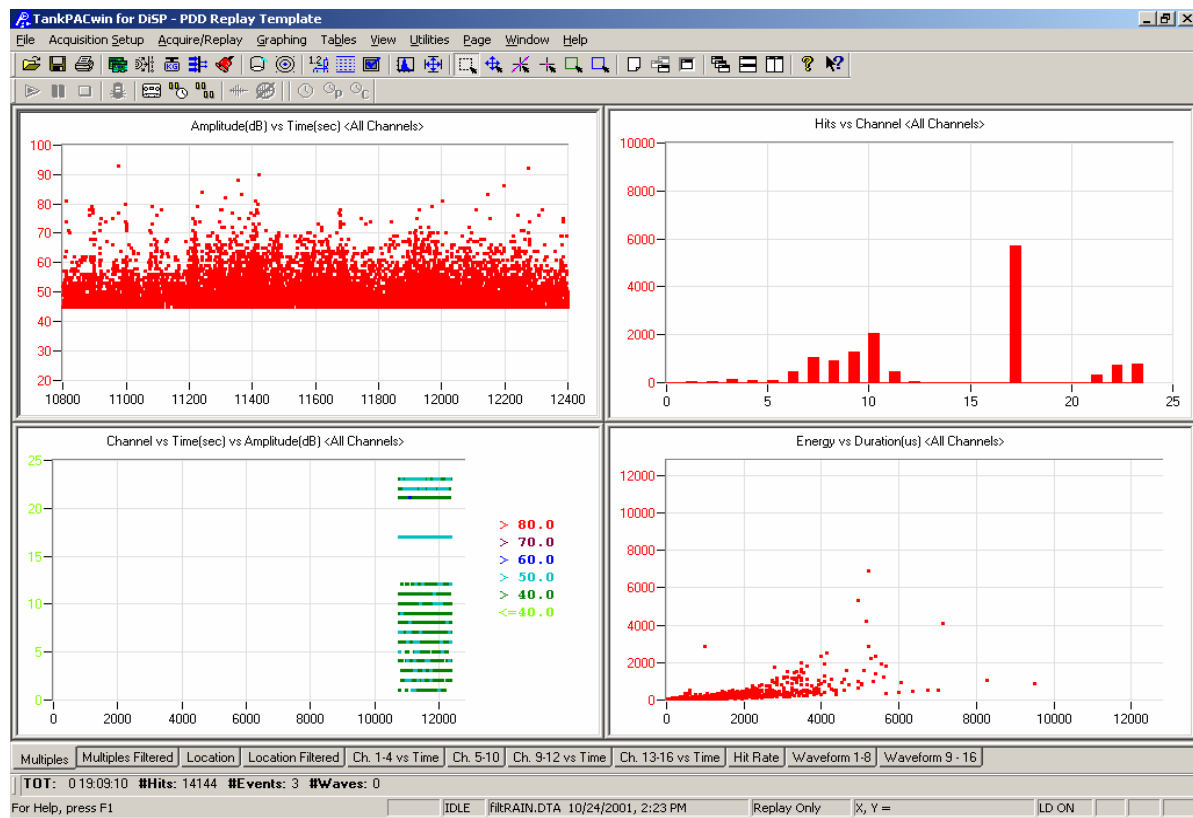 TankPACwin for DiSP - PDD Replay Template
File Acquisition Setup Acquire/Replay Graphing Tables View Utilities Page Window Help
Amplitude(dB) vs Time(sec) <All Channels>
100
90
80
70
60
50
40
30
20
10800 11000 11200 11400 11600 11800 12000 12200 12400
Hits vs Channel <All Channels>
10000
8000
6000
4000
2000
0
0 5 10 15 20 25
Channel vs Time(sec) vs Amplitude(dB) <All Channels>
25
20
15
10
5
0
0 2000 4000 6000 8000 10000 12000
> 80.0
> 70.0
> 60.0
> 50.0
> 40.0
<=40.0
Energy vs Duration(us) <All Channels>
12000
10000
8000
6000
4000
2000
0
0 2000 4000 6000 8000 10000 12000
Multiples Multiples Filtered Location Location Filtered Ch. 1-4 vs Time Ch. 5-10 Ch. 9-12 vs Time Ch. 13-16 vs Time Hit Rate Waveform 1-8 Waveform 9 - 16
TOT: 0 19:09:10 #Hits: 14144 #Events: 3 #Waves: 0
For Help, press F1 IDLE filtRAIN.DTA 10/24/2001, 2:23 PM Replay Only X, Y = LD ON